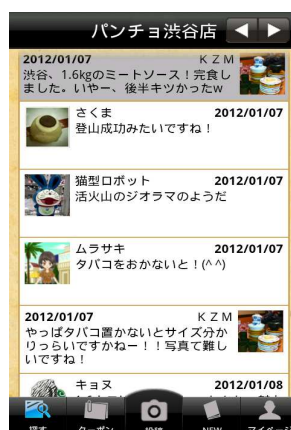 パンチョ渋谷店
2012/01/07 KZM
渋谷、1.6kgのミートソース！完食し
ました。いやー、後半キツかったw
さくま 2012/01/07
登山成功みたいですね！
猫型ロボット 2012/01/07
活火山のジオラマのようだ
ムラサキ 2012/01/07
タバコをおかないと！(^ ^)
2012/01/07 KZM
やっぱタバコ置かないとサイズ分か
りっらいですかねー！！写真て難し
いですね！
キョヌ 2012/01/08
探す クーポン 投稿 NEW マイページ